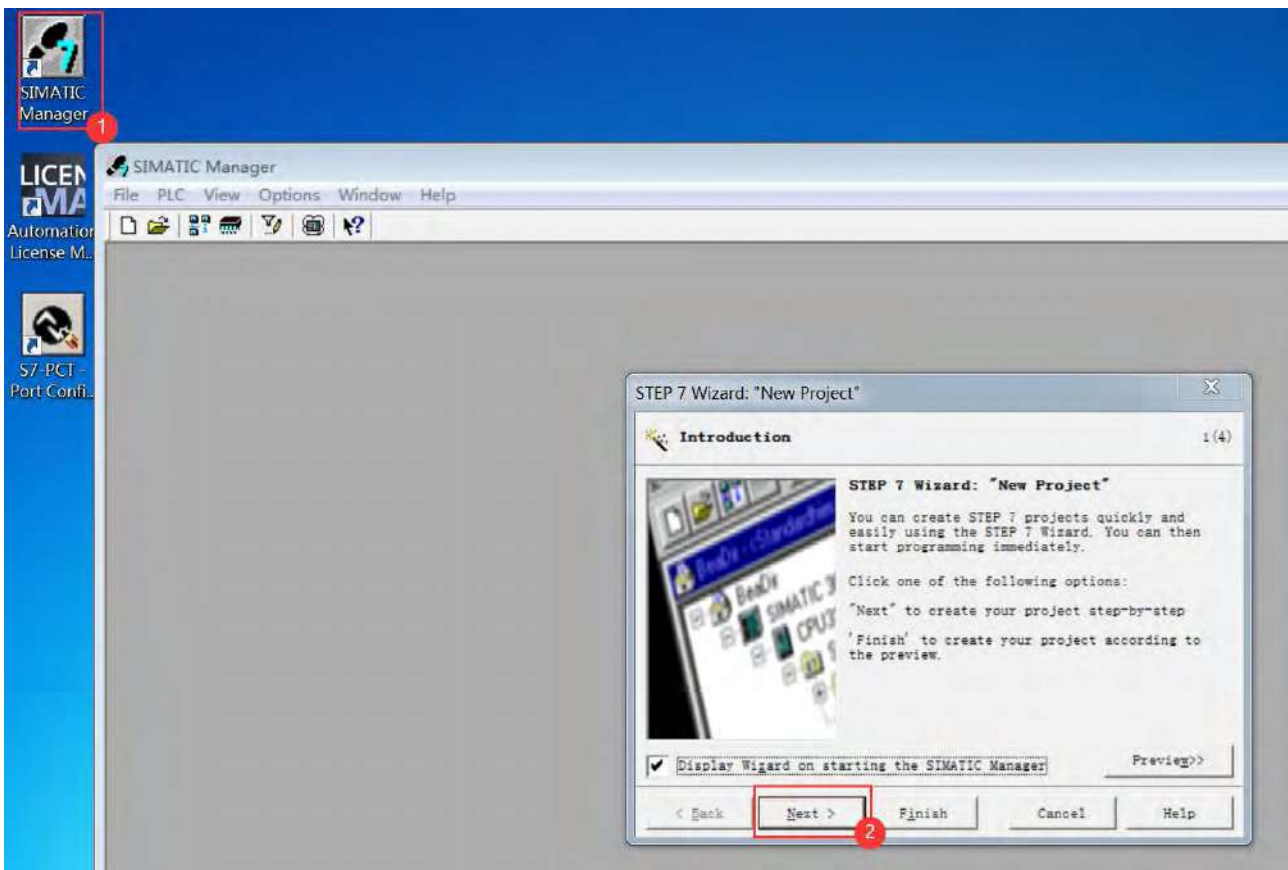 SIMATIC
Manager
1
LICEN
MA
Automation
License M..
S7-PCT -
Port Confi..
SIMATIC Manager
File PLC View Options Window Help
STEP 7 Wizard: "New Project"
Introduction 1(4)
STEP 7 Wizard: "New Project"
You can create STEP 7 projects quickly and
easily using the STEP 7 Wizard. You can then
start programming immediately.
Click one of the following options:
"Next" to create your project step-by-step
'Finish' to create your project according to
the preview.
BeaDi
SIMATIC 3
CPU3
Display Wizard on starting the SIMATIC Manager
Preview>>
< Back Next > Finish Cancel Help
2